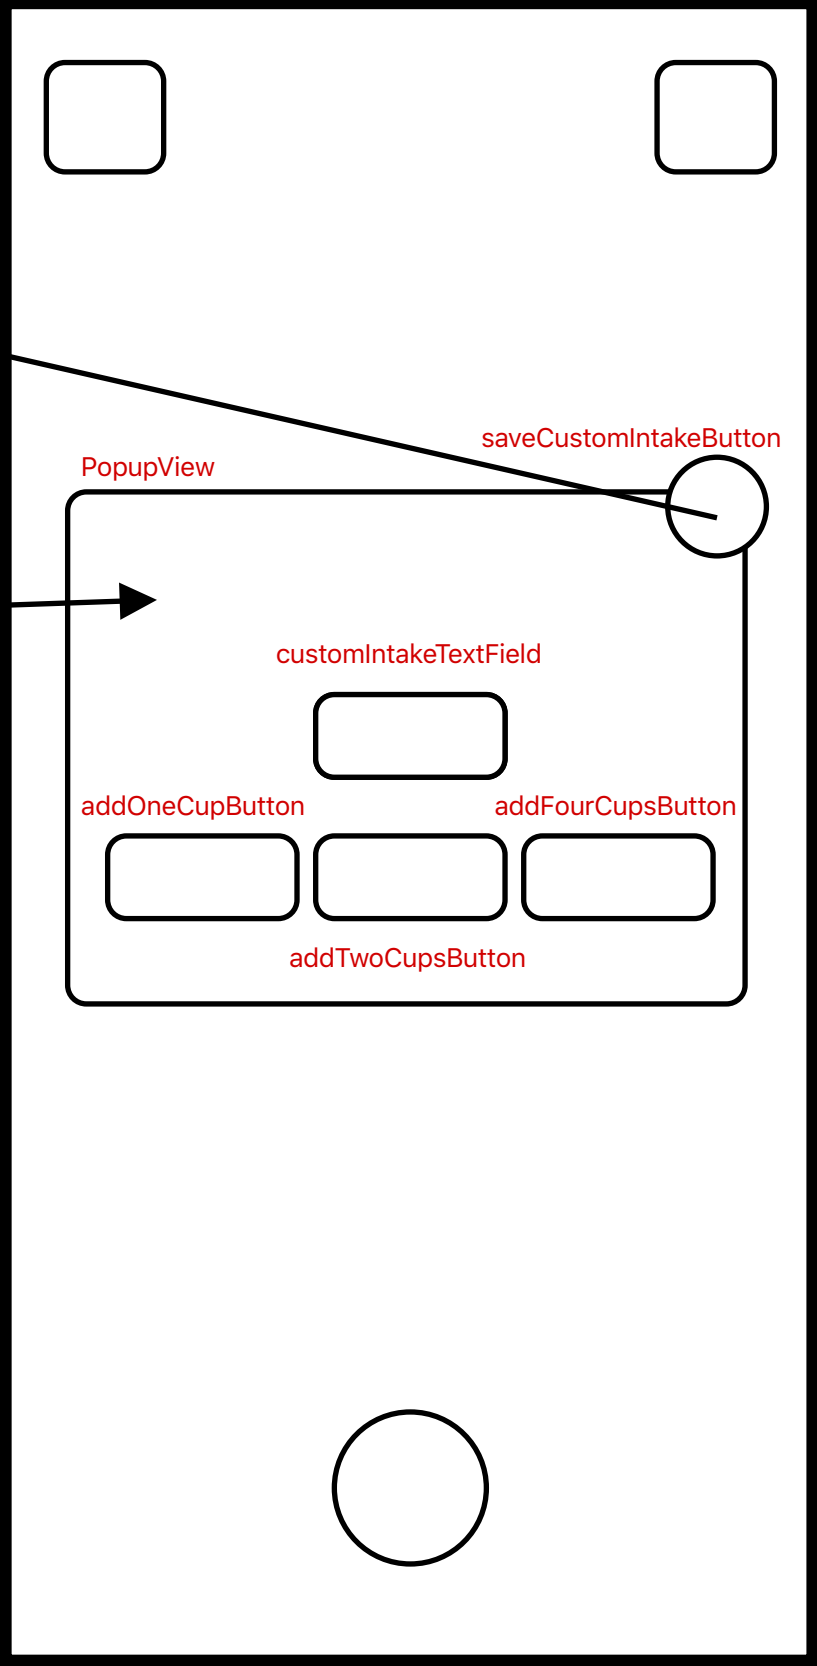 saveCustomIntakeButton
PopupView
customIntakeTextField
addOneCupButton
addFourCupsButton
addTwoCupsButton